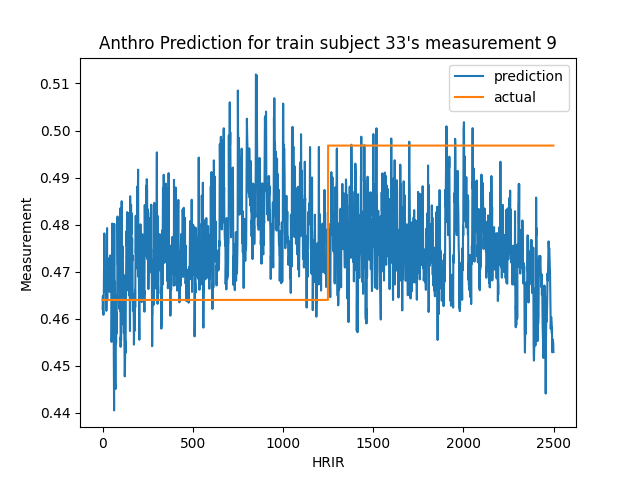 Anthro Prediction for train subject 33's measurement 9
prediction
actual
0.51
0.50
0.49
0.48
0.47
0.46
0.45
0.44
Measurement
0
500
1000
1500
2000
2500
HRIR